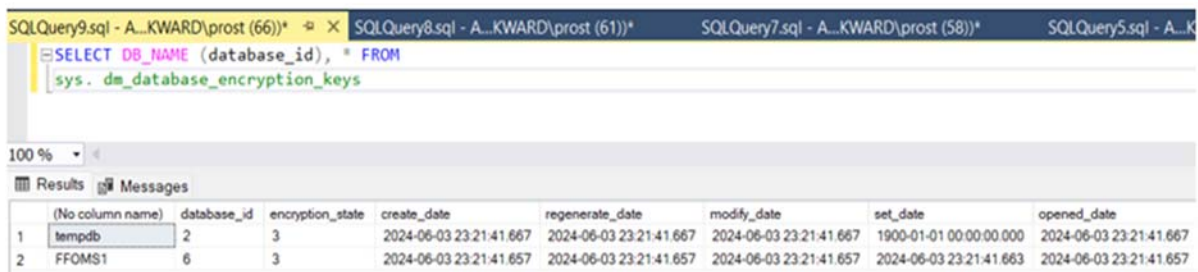 SQLQuery9.sql - A...KWARD\prost (66))* SQLQuery8.sql - A...KWARD\prost (61))* SQLQuery7.sql - A...KWARD\prost (58))* SQLQuery5.sql - A...K
SELECT DB_NAME (database_id), * FROM
sys. dm_database_encryption_keys
100 %
Results Messages
(No column name) database_id encryption_state create_date regenerate_date modify_date set_date opened_date
1 tempdb 2 3 2024-06-03 23:21:41.667 2024-06-03 23:21:41.667 2024-06-03 23:21:41.667 1900-01-01 00:00:00.000 2024-06-03 23:21:41.667
2 FFOMS1 6 3 2024-06-03 23:21:41.657 2024-06-03 23:21:41.657 2024-06-03 23:21:41.657 2024-06-03 23:21:41.663 2024-06-03 23:21:41.657